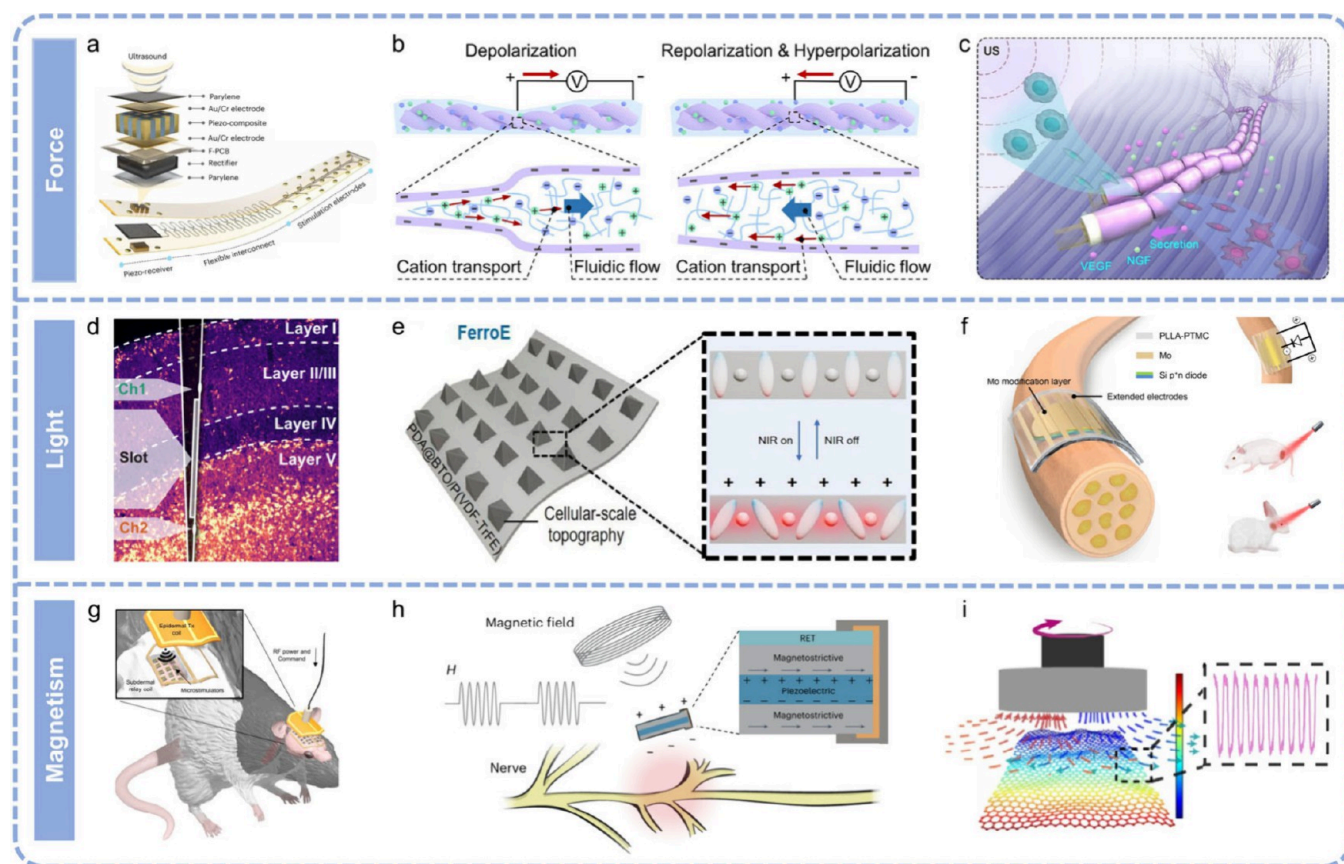 Force
a
Ultrasound
Parylene
Au/Cr electrode
Piezo-composite
Au/Cr electrode
F-PCB
Rectifier
Parylene
Piezo-receiver
Flexible interconnect
Stimulation electrodes
b
Depolarization
+ V -
Repolarization & Hyperpolarization
+ V -
Cation transport
Fluidic flow
Cation transport
Fluidic flow
c
US
Secretion
VEGF
NGF
Light
d
Layer I
Layer II/III
Ch1
Layer IV
Slot
Layer V
Ch2
e
FerroE
PDA@BTO/P(VDF-TrFE)
Cellular-scale
topography
NIR on
NIR off
+ + + + + +
f
PLLA-PTMC
Mo
Si p+n diode
Mo modification layer
Extended electrodes
Magnetism
g
Epidermal Tx
coil
Subdermal
relay coil
Microstimulators
RF power and
Command
h
Magnetic field
H
RET
Magnetostrictive
Piezoelectric
Magnetostrictive
Nerve
i